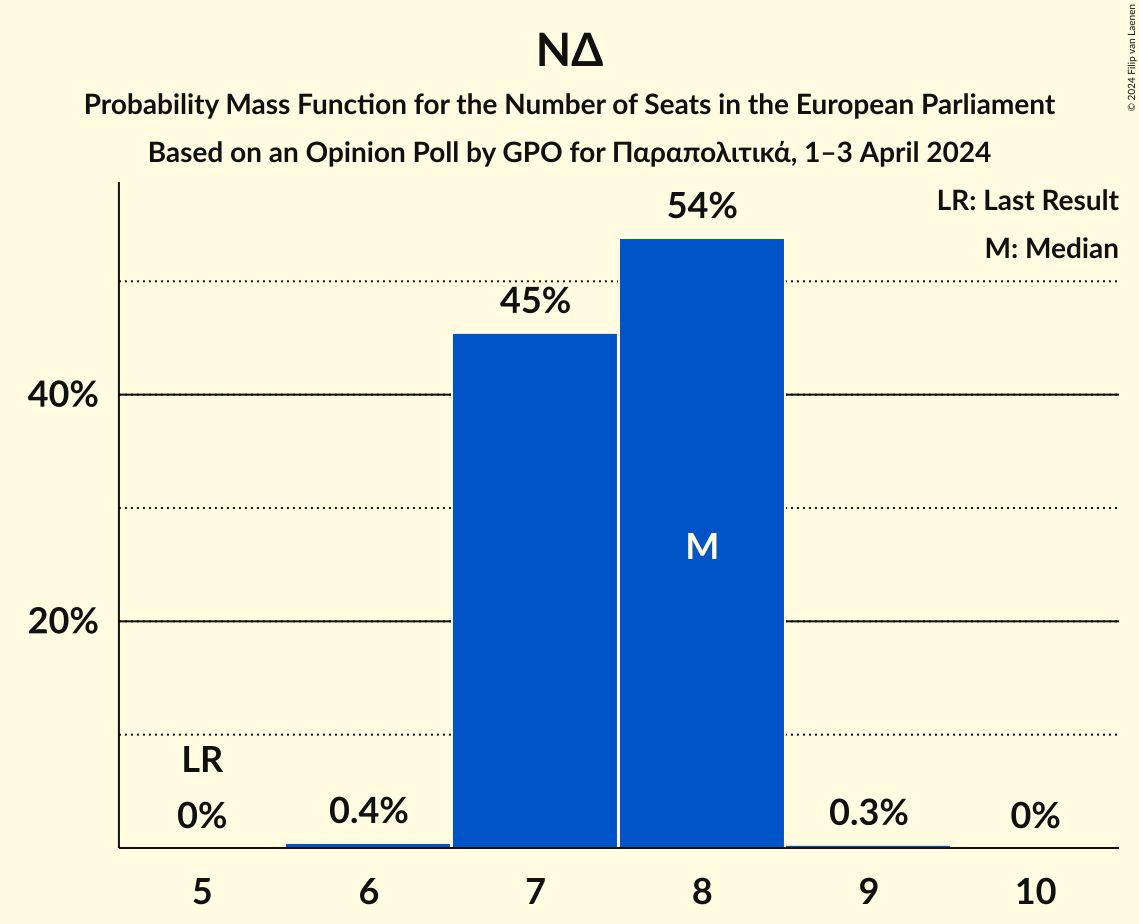 © 2024 Filip van Laenen
ΝΔ
Probability Mass Function for the Number of Seats in the European Parliament
Based on an Opinion Poll by GPO for Παραπολιτικά, 1–3 April 2024
LR: Last Result
M: Median
54%
45%
40%
20%
M
LR
0%
0.4%
0.3%
0%
5 6 7 8 9 10